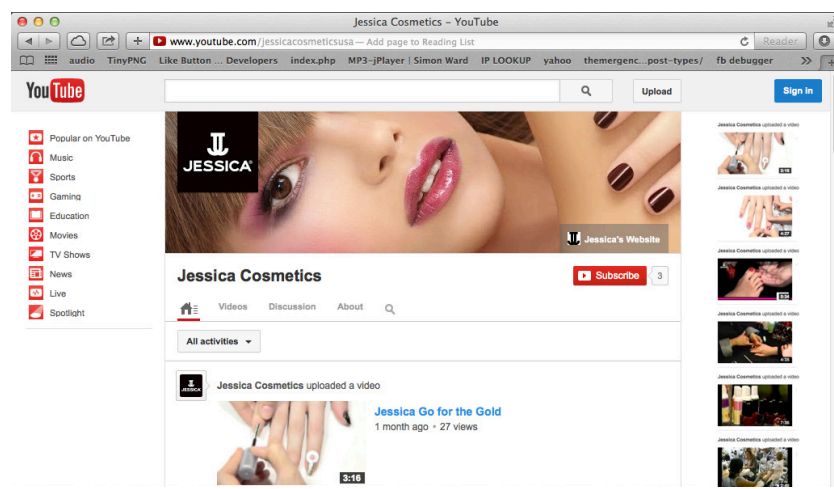 Jessica Cosmetics – YouTube
www.youtube.com/jessicacosmeticsusa — Add page to Reading List
Reader
audio TinyPNG Like Button ... Developers index.php MP3-jPlayer | Simon Ward IP LOOKUP yahoo themergenc...post-types/ fb debugger >>
YouTube
Upload
Sign in
Popular on YouTube
Music
Sports
Gaming
Education
Movies
TV Shows
News
Live
Spotlight
JESSICA
Jessica's Website
Jessica Cosmetics
Subscribe 3
Videos Discussion About
All activities
JESSICA
Jessica Cosmetics uploaded a video
Jessica Go for the Gold
1 month ago • 27 views
3:16
Jessica Cosmetics uploaded a video
3:16
Jessica Cosmetics uploaded a video
4:27
Jessica Cosmetics uploaded a video
Jessica Cosmetics uploaded a video
Jessica Cosmetics uploaded a video
Jessica Cosmetics uploaded a video